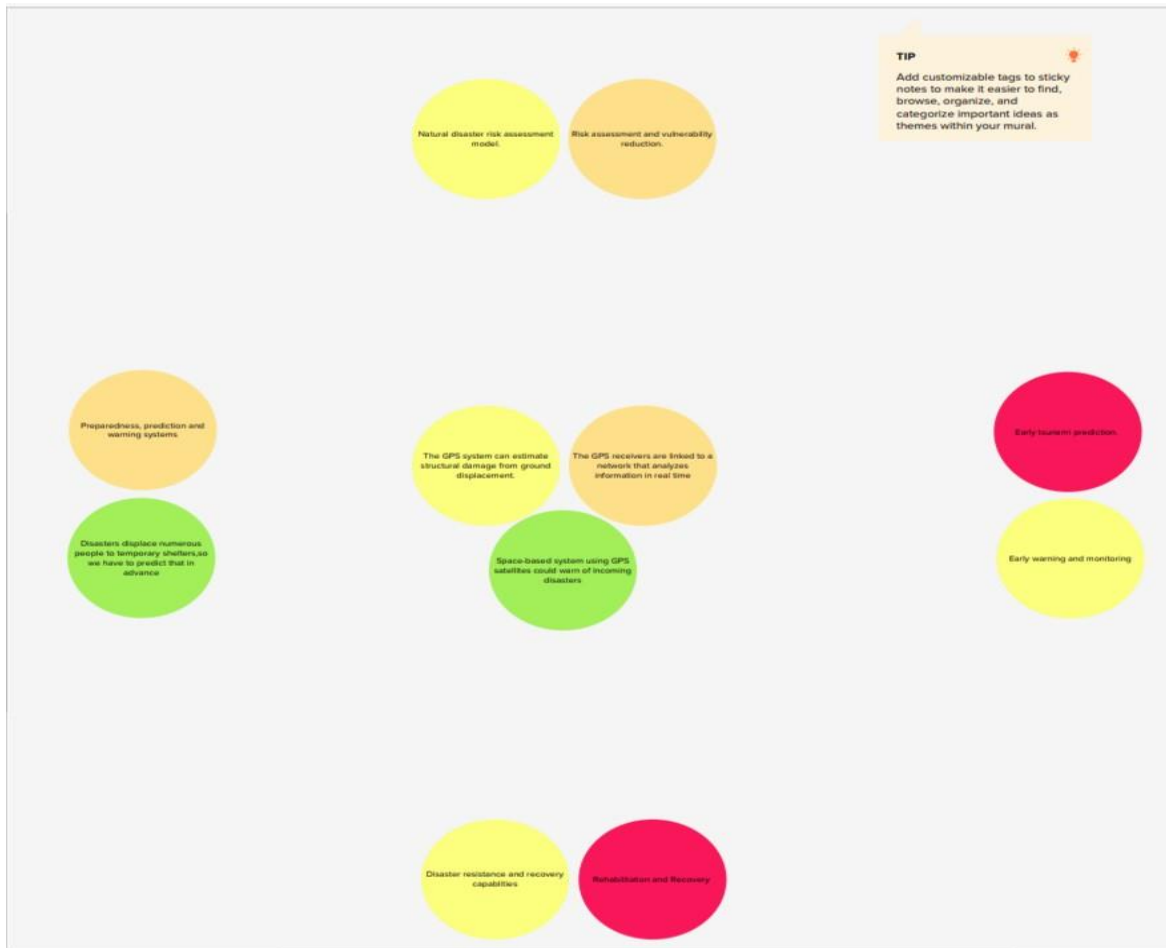 TIP
Add customizable tags to sticky
notes to make it easier to find,
browse, organize, and
categorize important ideas as
themes within your mural.
Natural disaster risk assessment
model.
Risk assessment and vulnerability
reduction.
Preparedness, prediction and
warning systems
Disasters displace numerous
people to temporary shelters,so
we have to predict that in
advance
The GPS system can estimate
structural damage from ground
displacement.
The GPS receivers are linked to a
network that analyzes
information in real time
Space-based system using GPS
satellites could warn of incoming
disasters
Early tsunami prediction.
Early warning and monitoring
Disaster resistance and recovery
capablities
Rehabilitation and Recovery